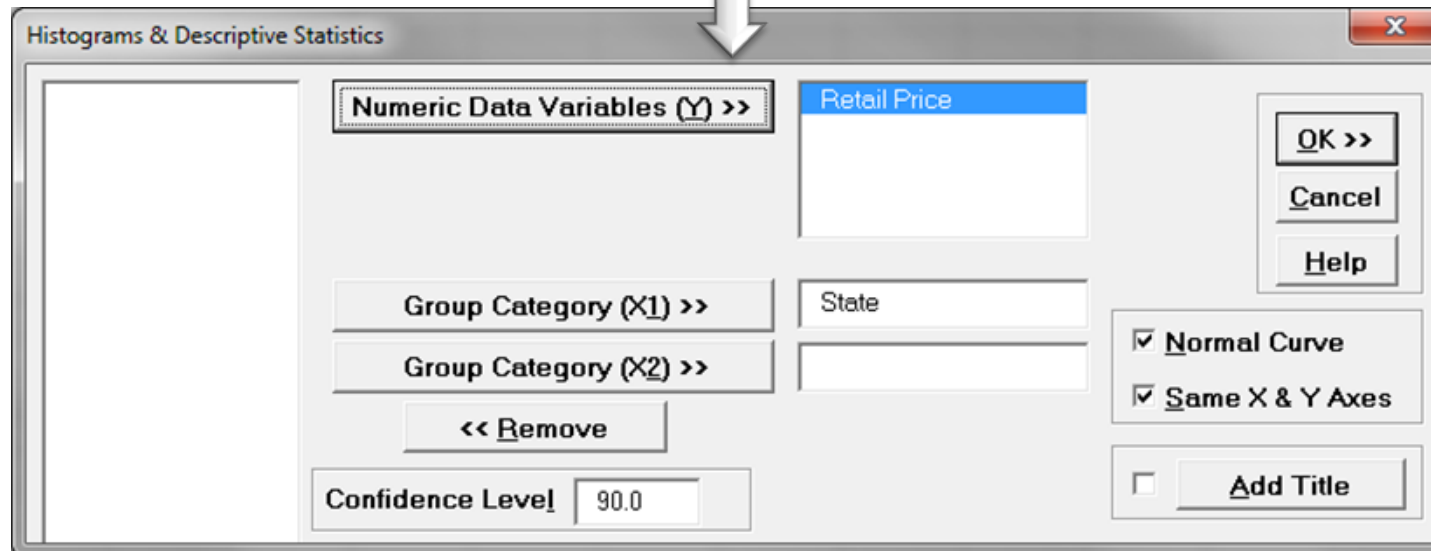 Histograms & Descriptive Statistics
Numeric Data Variables (Y) >>
Retail Price
OK >>
Cancel
Help
Group Category (X1) >>
State
Group Category (X2) >>
Normal Curve
Same X & Y Axes
<< Remove
Confidence Level
90.0
Add Title